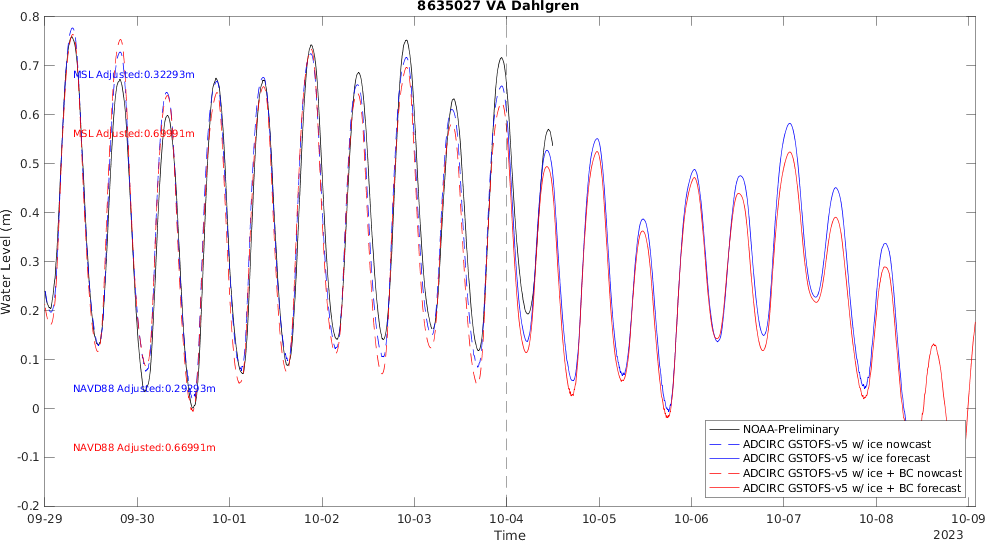 8635027 VA Dahlgren
0.8
0.7
0.6
0.5
0.4
0.3
0.2
0.1
0
-0.1
-0.2
Water Level (m)
MSL Adjusted:0.32293m
MSL Adjusted:0.69991m
NAVD88 Adjusted:0.29293m
NAVD88 Adjusted:0.66991m
NOAA-Preliminary
ADCIRC GSTOFS-v5 w/ ice nowcast
ADCIRC GSTOFS-v5 w/ ice forecast
ADCIRC GSTOFS-v5 w/ ice + BC nowcast
ADCIRC GSTOFS-v5 w/ ice + BC forecast
09-29 09-30 10-01 10-02 10-03 10-04 10-05 10-06 10-07 10-08 10-09
Time
2023